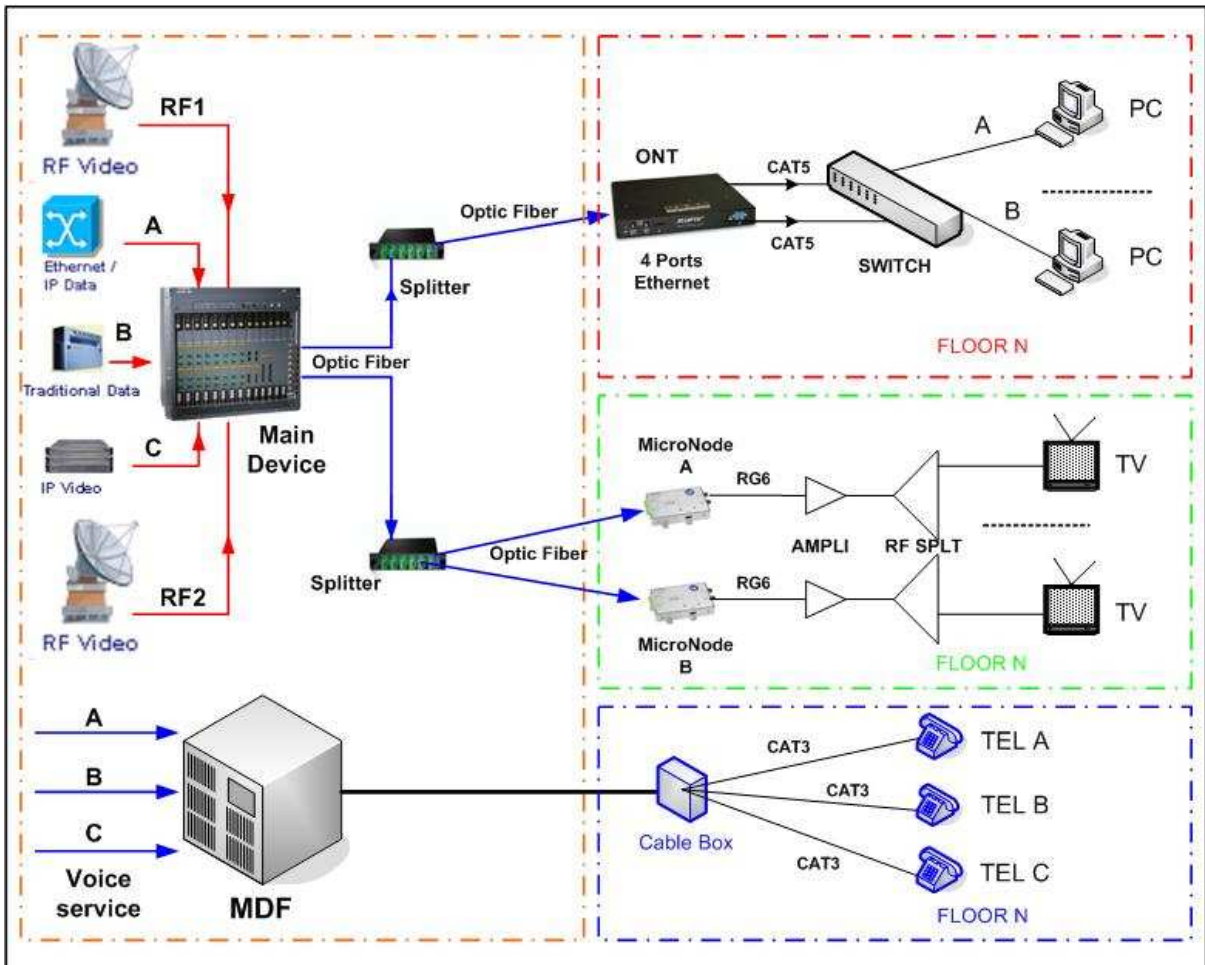 RF1
RF Video
A
Ethernet /
IP Data
B
Traditional Data
C
IP Video
RF2
RF Video
Main
Device
Optic Fiber
Splitter
Optic Fiber
Splitter
Optic Fiber
A
B
C
Voice
service
MDF
ONT
4 Ports
Ethernet
CAT5
CAT5
SWITCH
A
PC
B
PC
FLOOR N
MicroNode
A
RG6
AMPLI
RF SPLT
TV
MicroNode
B
RG6
TV
FLOOR N
Cable Box
CAT3
TEL A
CAT3
TEL B
CAT3
TEL C
FLOOR N